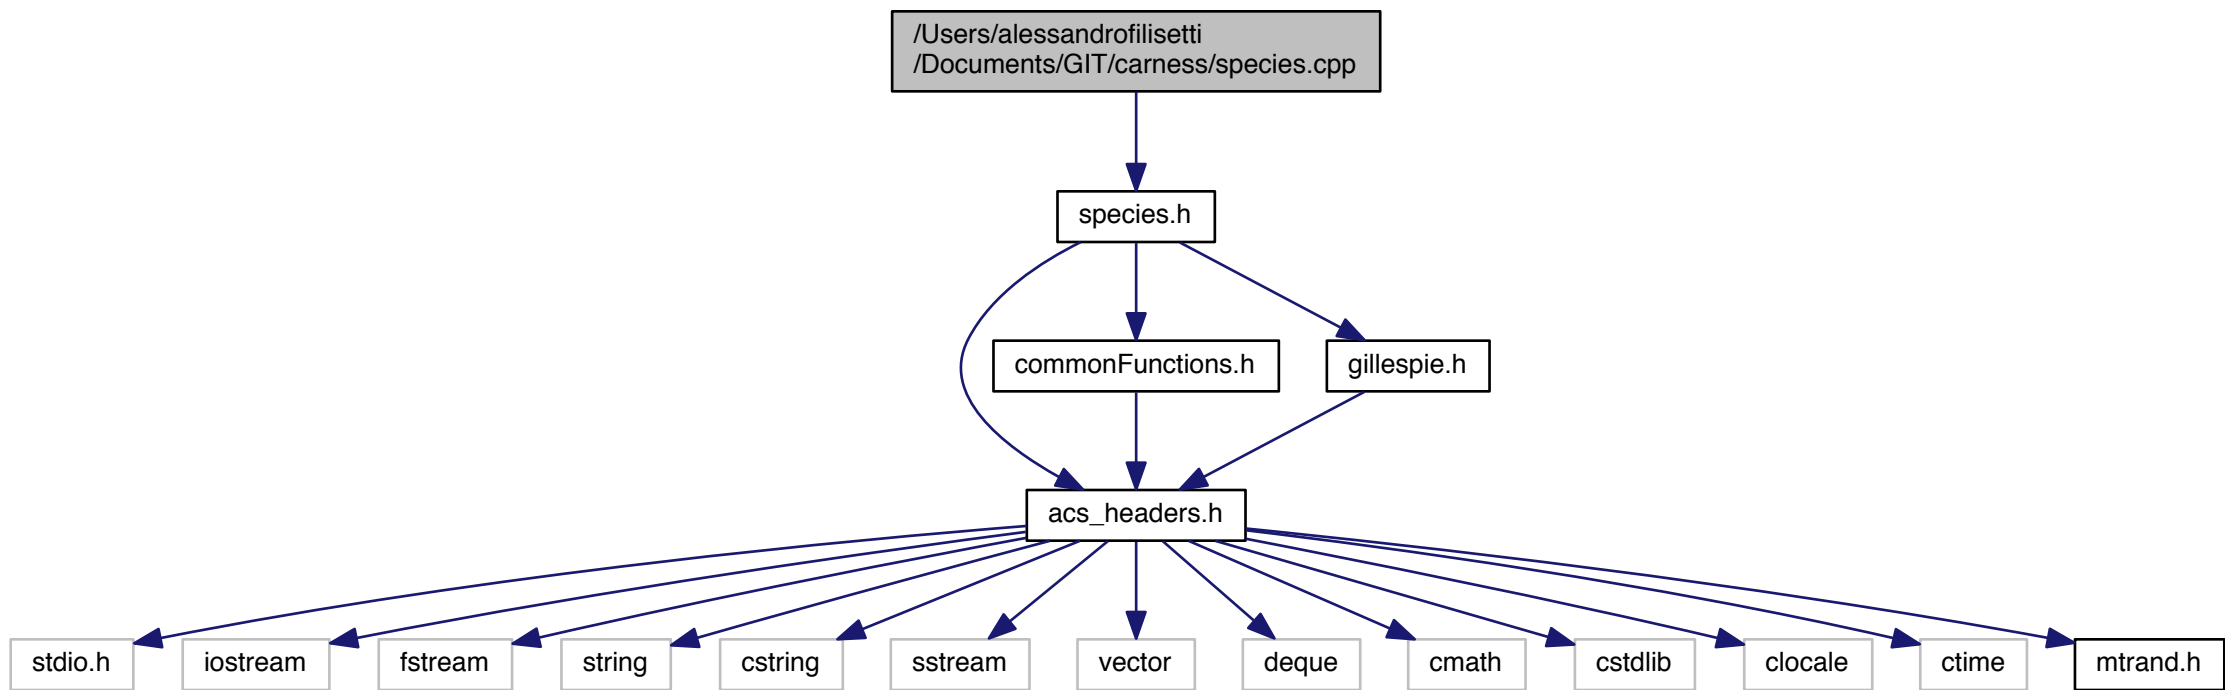 /Users/alessandrofilisetti
/Documents/GIT/carness/species.cpp
species.h
commonFunctions.h
gillespie.h
acs_headers.h
stdio.h
iostream
fstream
string
cstring
sstream
vector
deque
cmath
cstdlib
clocale
ctime
mtrand.h